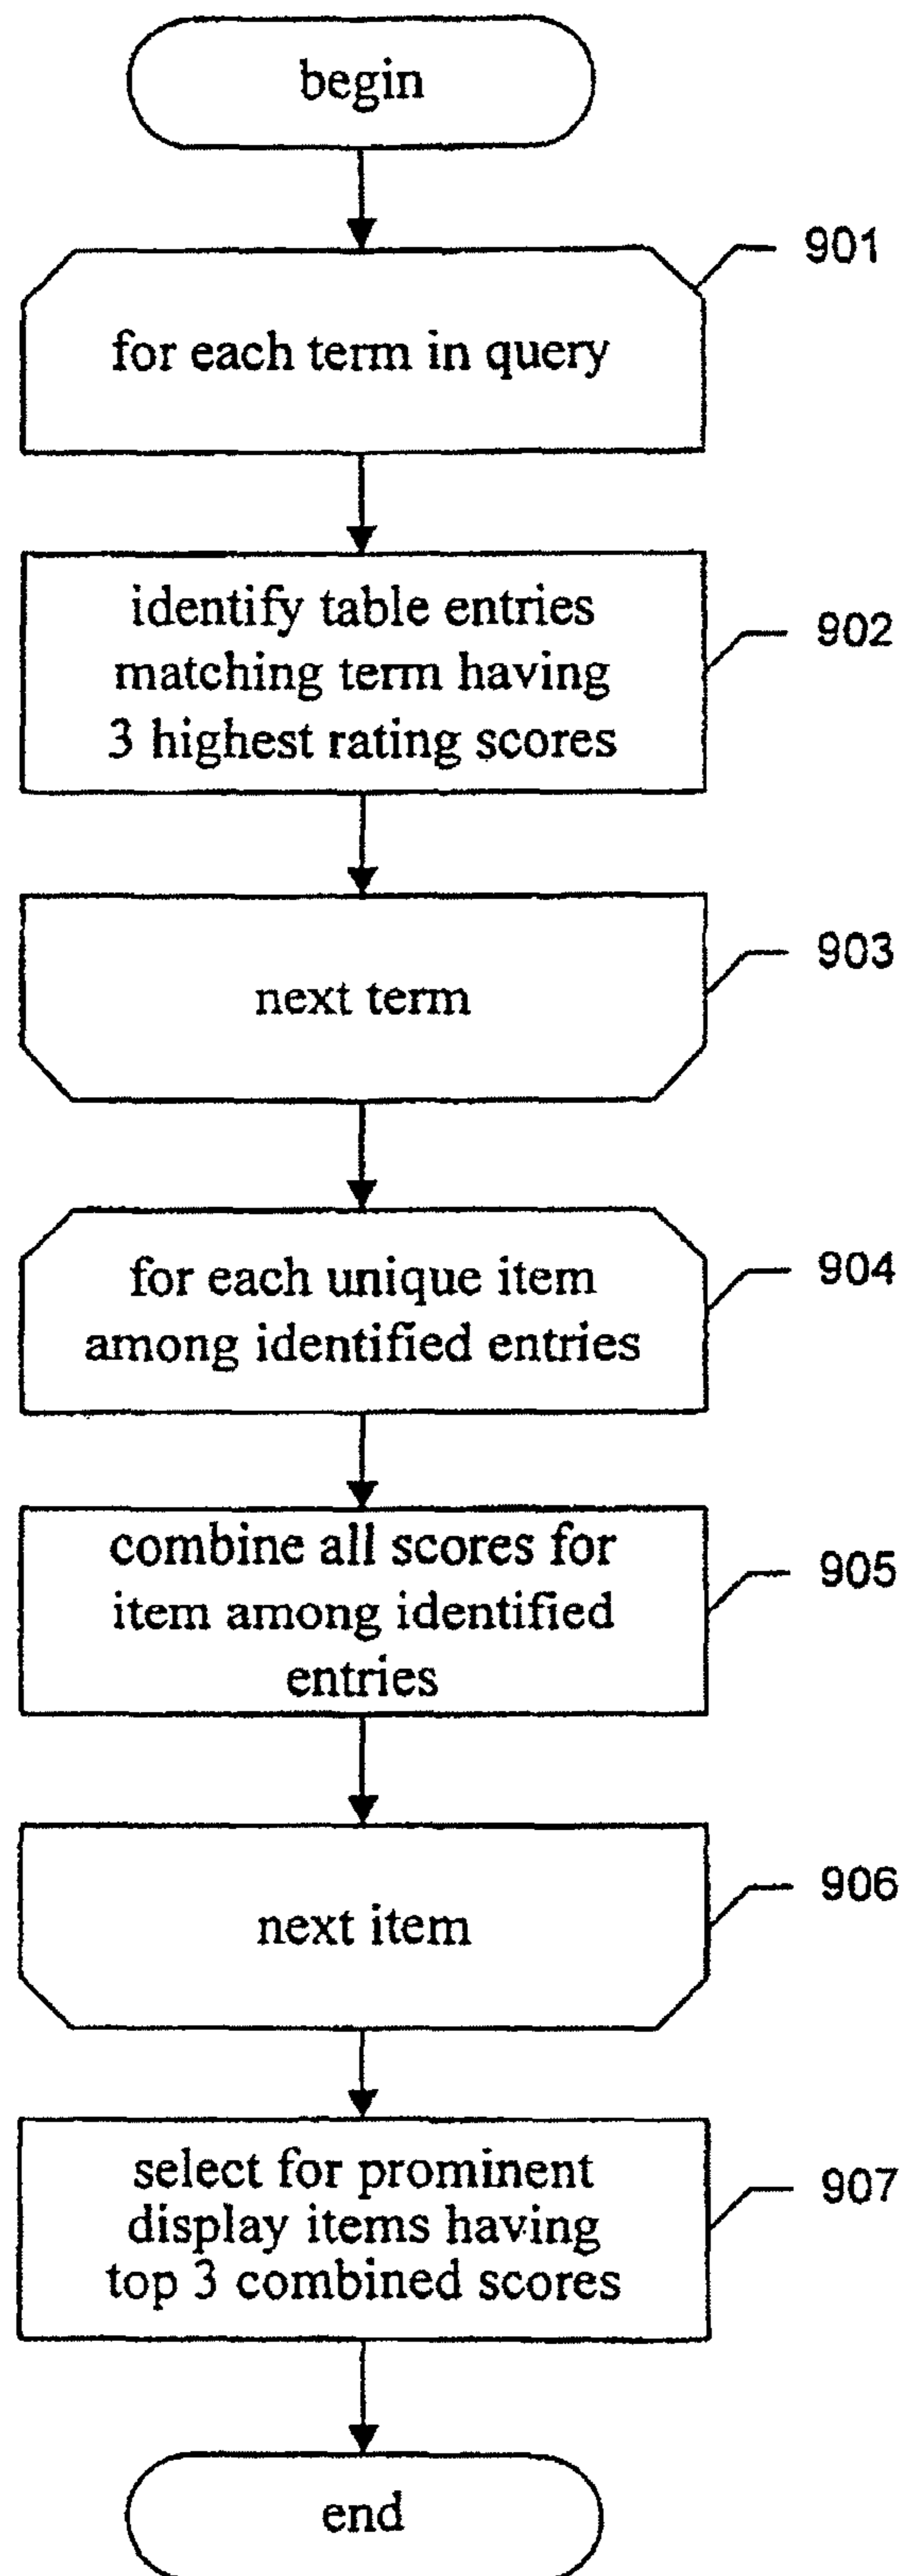 begin
901
for each term in query
identify table entries
902
matching term having
3 highest rating scores
903
next term
for each unique item
904
among identified entries
combine all scores for
905
item among identified
entries
906
next item
select for prominent
907
display items having
top 3 combined scores
end